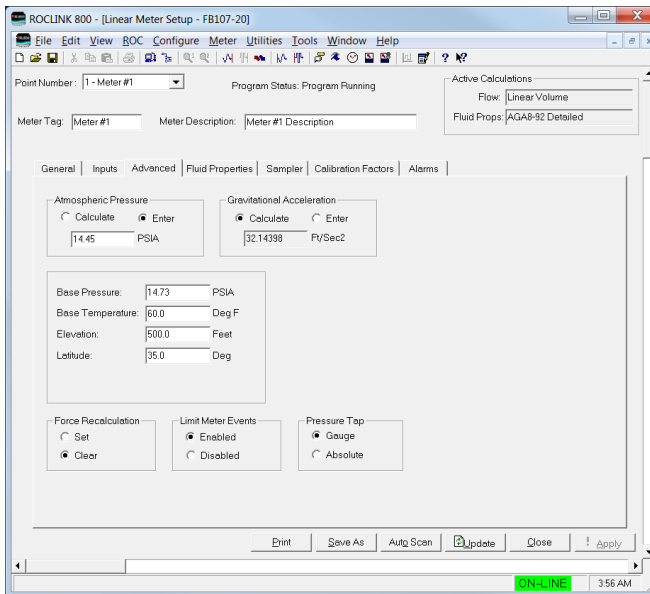 ROCLINK 800 - [Linear Meter Setup - FB107-20]
File Edit View ROC Configure Meter Utilities Tools Window Help
Point Number: 1 - Meter #1
Program Status: Program Running
Active Calculations
Flow: Linear Volume
Fluid Props: AGA8-92 Detailed
Meter Tag: Meter #1 Meter Description: Meter #1 Description
General Inputs Advanced Fluid Properties Sampler Calibration Factors Alarms
Atmospheric Pressure Gravitational Acceleration
Calculate Enter Calculate Enter
14.45 PSIA 32.14398 Ft/Sec2
Base Pressure: 14.73 PSIA
Base Temperature: 60.0 Deg F
Elevation: 500.0 Feet
Latitude: 35.0 Deg
Force Recalculation Limit Meter Events Pressure Tap
Set Enabled Gauge
Clear Disabled Absolute
Print Save As Auto Scan Update Close ! Apply
ON-LINE 3:56 AM